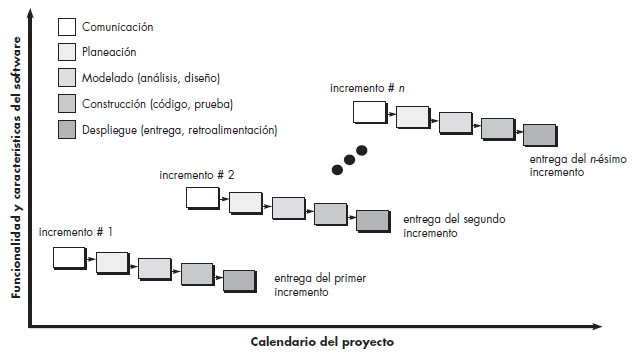 Funcionalidad y características del software
Comunicación
Planeación
Modelado (análisis, diseño)
Construcción (código, prueba)
Despliegue (entrega, retroalimentación)
incremento # n
entrega del n-ésimo
incremento
incremento # 2
entrega del segundo
incremento
incremento # 1
entrega del primer
incremento
Calendario del proyecto